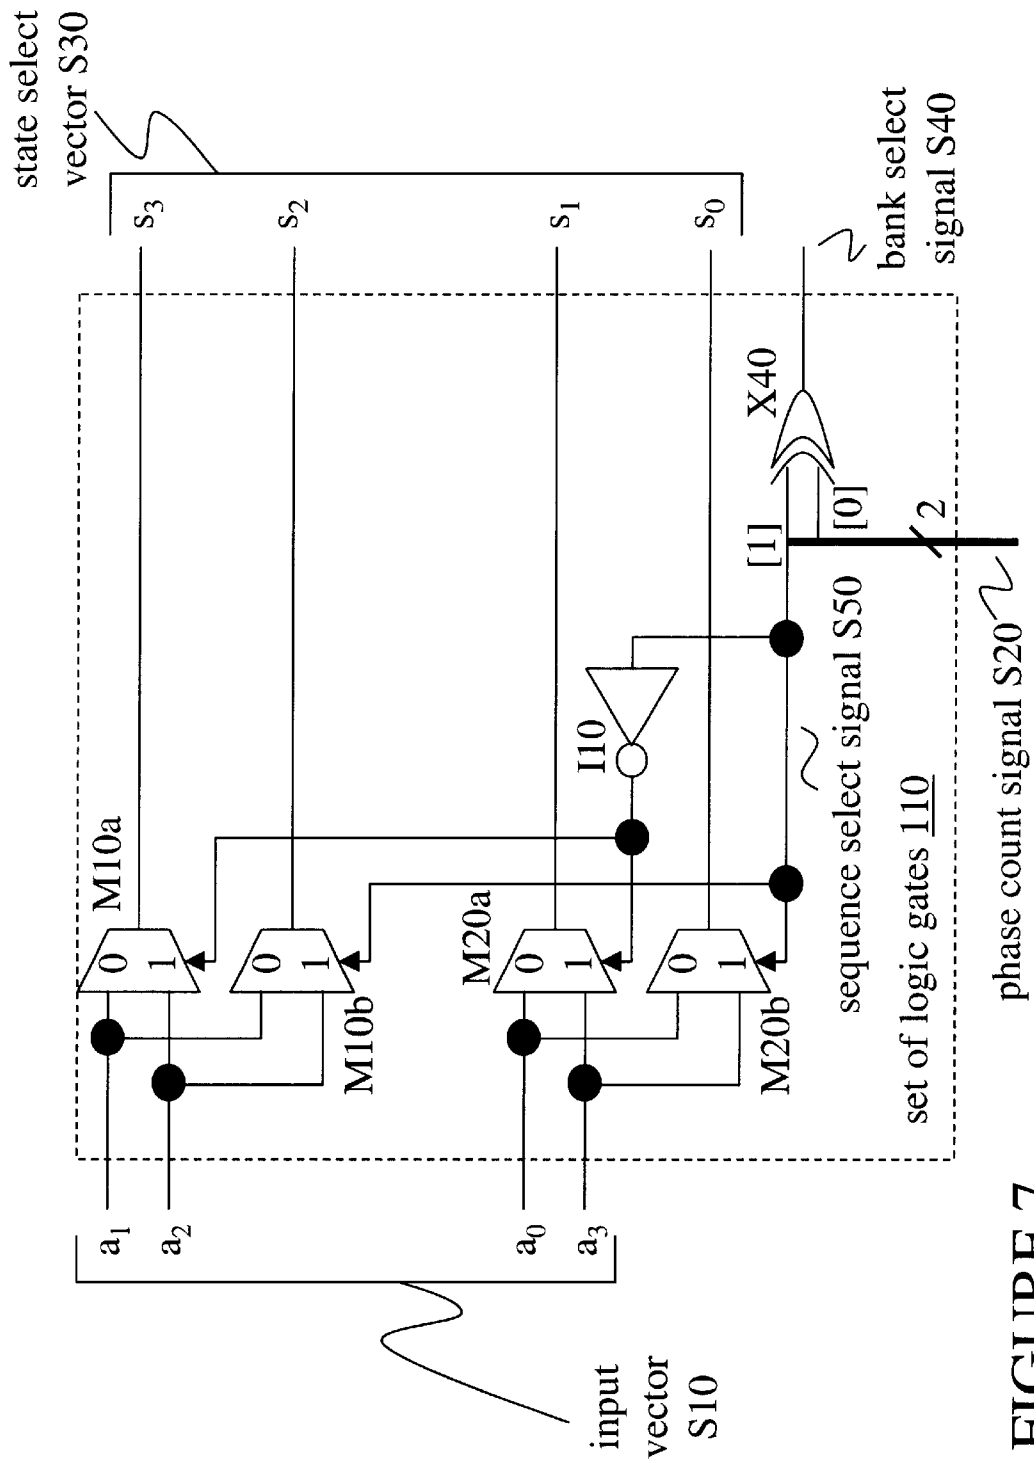 state select
vector S30
s3
s2
s1
s0
bank select
signal S40
M10a
0
1
0
1
M10b
M20a
0
1
0
1
M20b
I10
X40
[1]
[0]
2
sequence select signal S50
set of logic gates 110
phase count signal S20
a1
a2
a0
a3
input
vector
S10
FIGURE 7